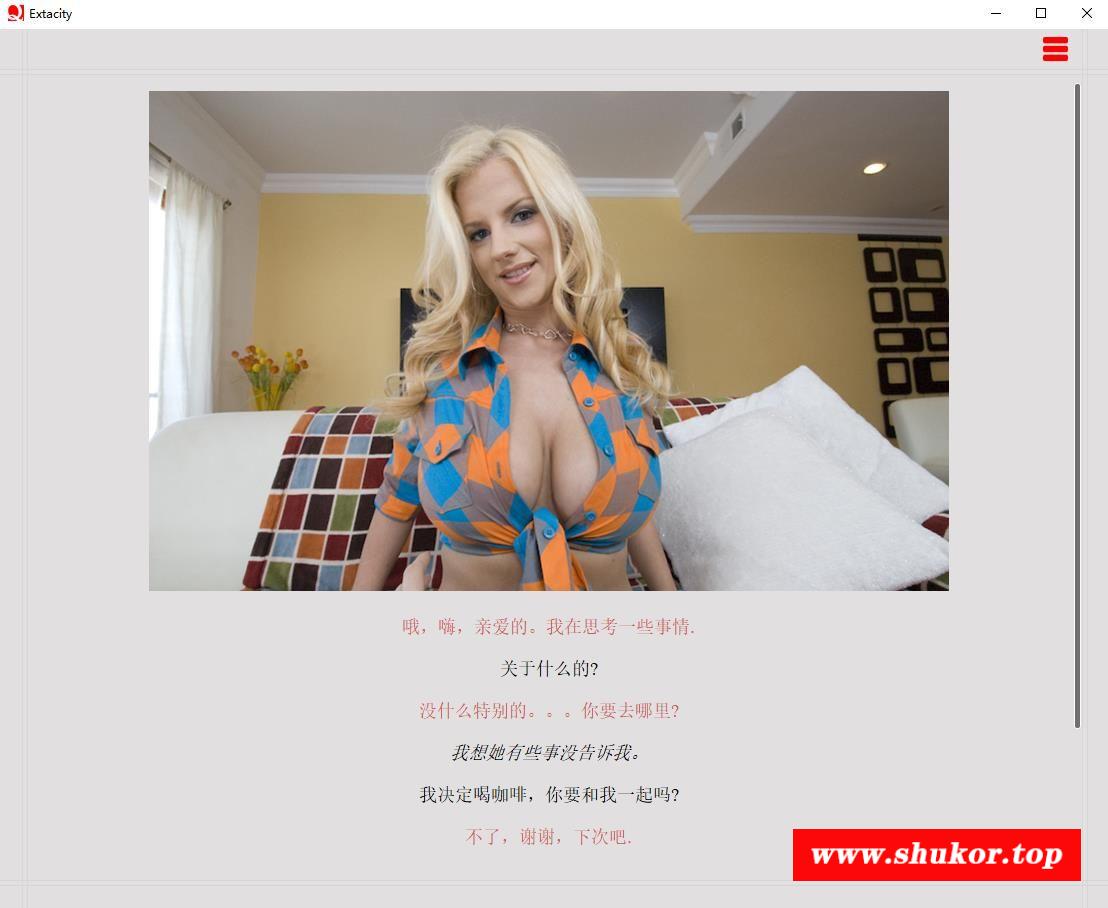 Extacity
哦，嗨，亲爱的。我在思考一些事情.
关于什么的?
没什么特别的。。。你要去哪里?
我想她有些事没告诉我。
我决定喝咖啡，你要和我一起吗?
不了，谢谢，下次吧.
www.shukor.top